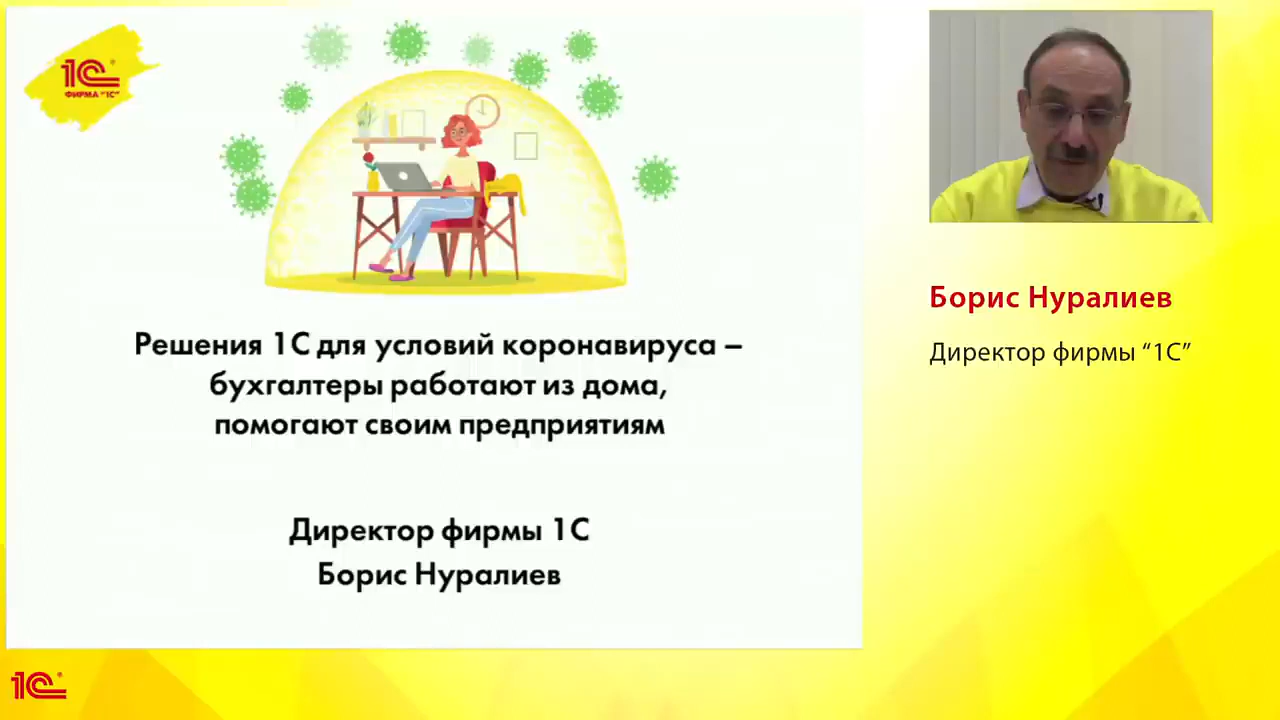 1С
ФИРМА "1С"
Решения 1С для условий коронавируса –
бухгалтеры работают из дома,
помогают своим предприятиям
Директор фирмы 1С
Борис Нуралиев
Борис Нуралиев
Директор фирмы “1С”
1С